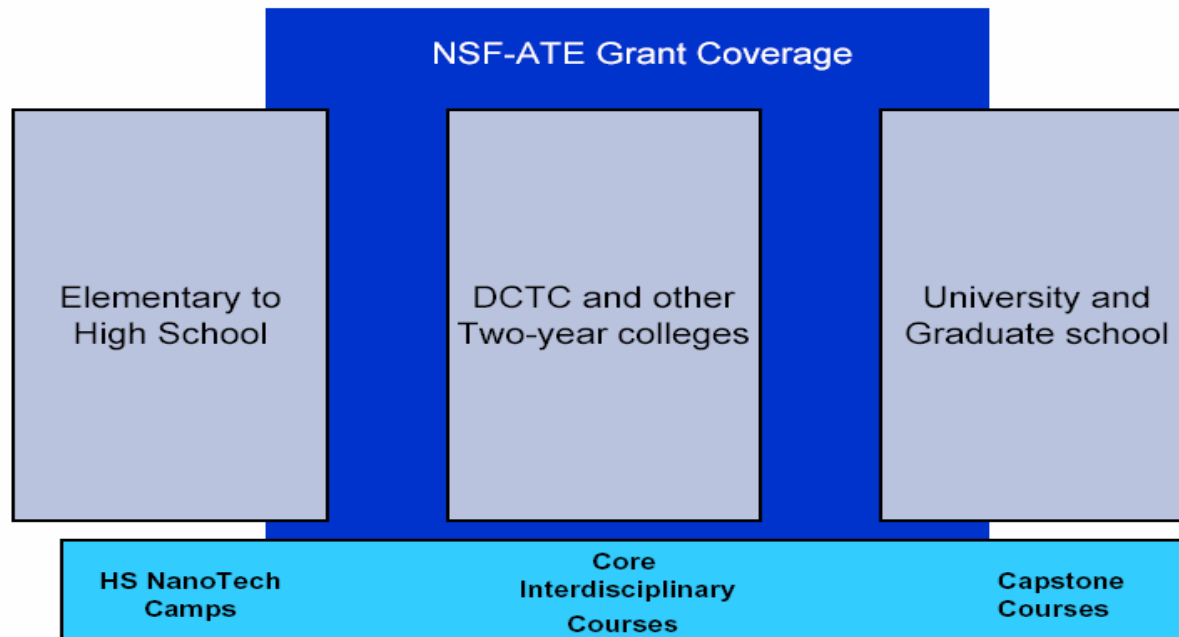 NSF-ATE Grant Coverage
Elementary to
High School
DCTC and other
Two-year colleges
University and
Graduate school
HS NanoTech
Camps
Core
Interdisciplinary
Courses
Capstone
Courses